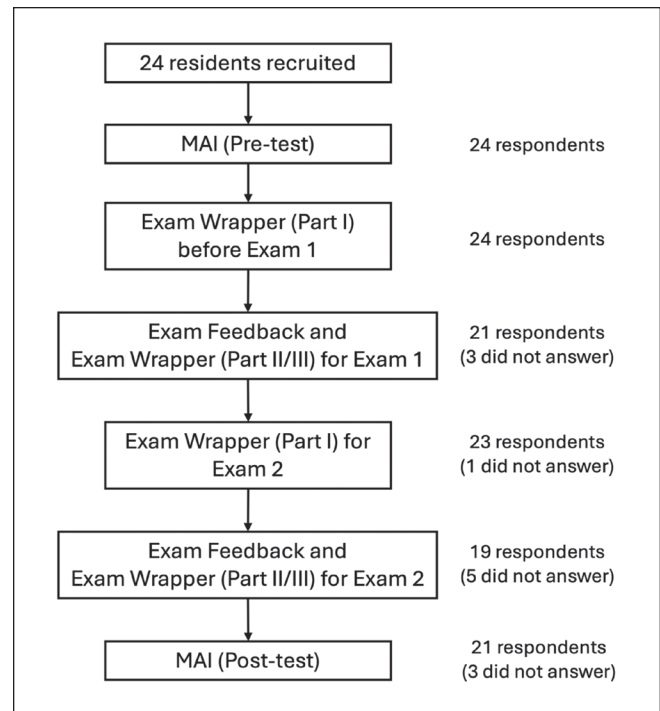 24 residents recruited
MAI (Pre-test)
24 respondents
Exam Wrapper (Part I)
before Exam 1
24 respondents
Exam Feedback and
Exam Wrapper (Part II/III) for Exam 1
21 respondents
(3 did not answer)
Exam Wrapper (Part I) for
Exam 2
23 respondents
(1 did not answer)
Exam Feedback and
Exam Wrapper (Part II/III) for Exam 2
19 respondents
(5 did not answer)
MAI (Post-test)
21 respondents
(3 did not answer)